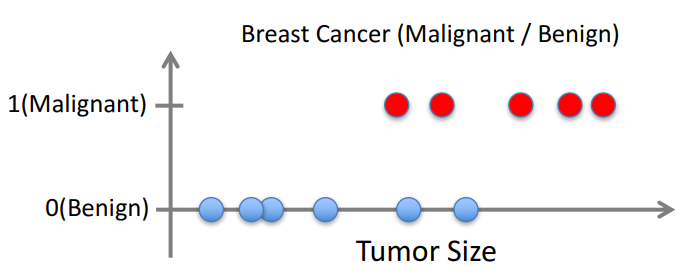 Breast Cancer (Malignant / Benign)
1(Malignant)
0(Benign)
Tumor Size